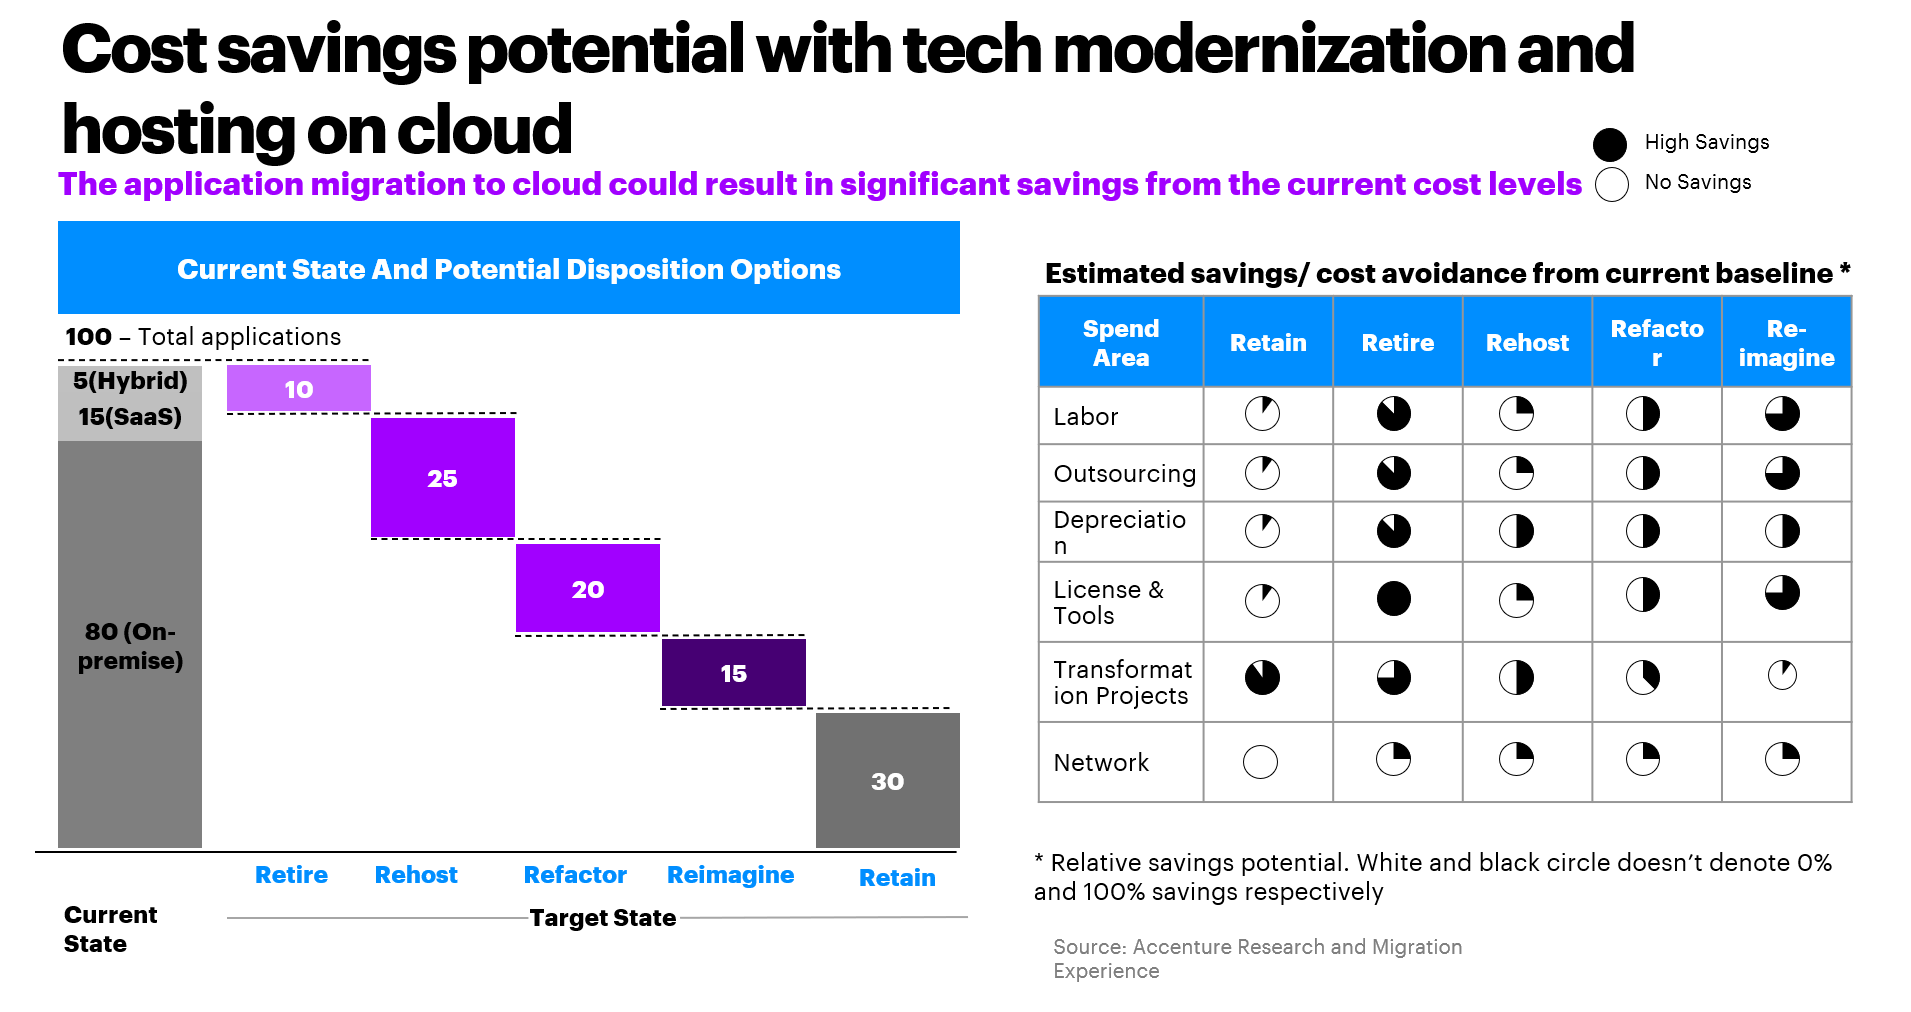 Cost savings potential with tech modernization and
hosting on cloud
The application migration to cloud could result in significant savings from the current cost levels
High Savings
No Savings
Current State And Potential Disposition Options
100 – Total applications
5(Hybrid)
15(SaaS)
80 (On-
premise)
10
25
20
15
30
Retire
Rehost
Refactor
Reimagine
Retain
Current
State
Target State
Estimated savings/ cost avoidance from current baseline *
Spend
Area
Retain
Retire
Rehost
Refacto
r
Re-
imagine
Labor
Outsourcing
Depreciatio
n
License &
Tools
Transformat
ion Projects
Network
* Relative savings potential. White and black circle doesn’t denote 0%
and 100% savings respectively
Source: Accenture Research and Migration
Experience